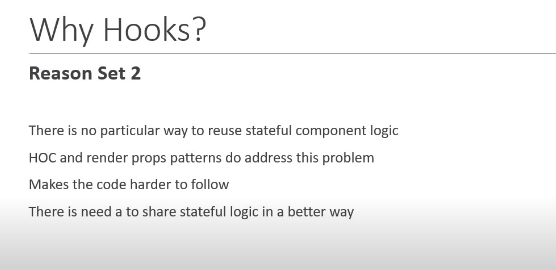 Why Hooks?
Reason Set 2
There is no particular way to reuse stateful component logic
HOC and render props patterns do address this problem
Makes the code harder to follow
There is need a to share stateful logic in a better way